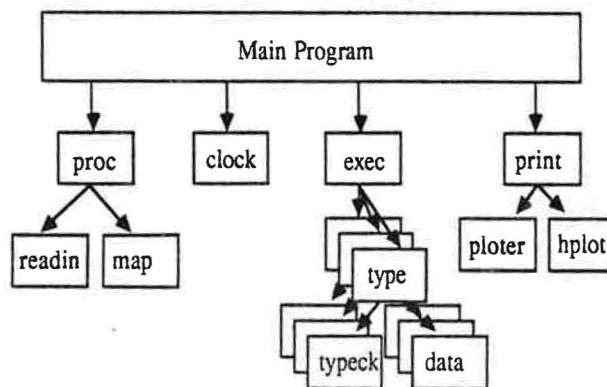 Main Program
proc
clock
exec
print
readin
map
type
ploter
hplot
typeck
data